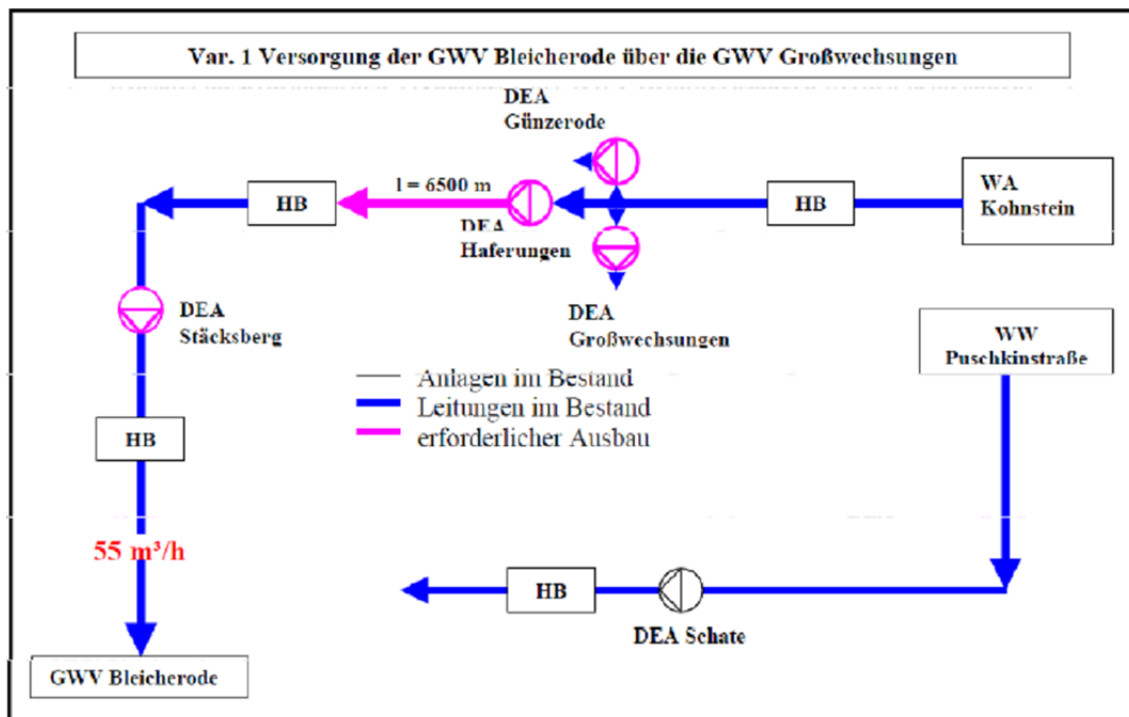 Var. 1 Versorgung der GWV Bleicherode über die GWV Großwechsungen
DEA
Günzerode
l = 6500 m
HB
HB
WA
Kohnstein
DEA
Haferungen
DEA
Stäcksberg
DEA
Großwechsungen
WW
Puschkinstraße
Anlagen im Bestand
Leitungen im Bestand
erforderlicher Ausbau
HB
55 m³/h
HB
DEA Schate
GWV Bleicherode